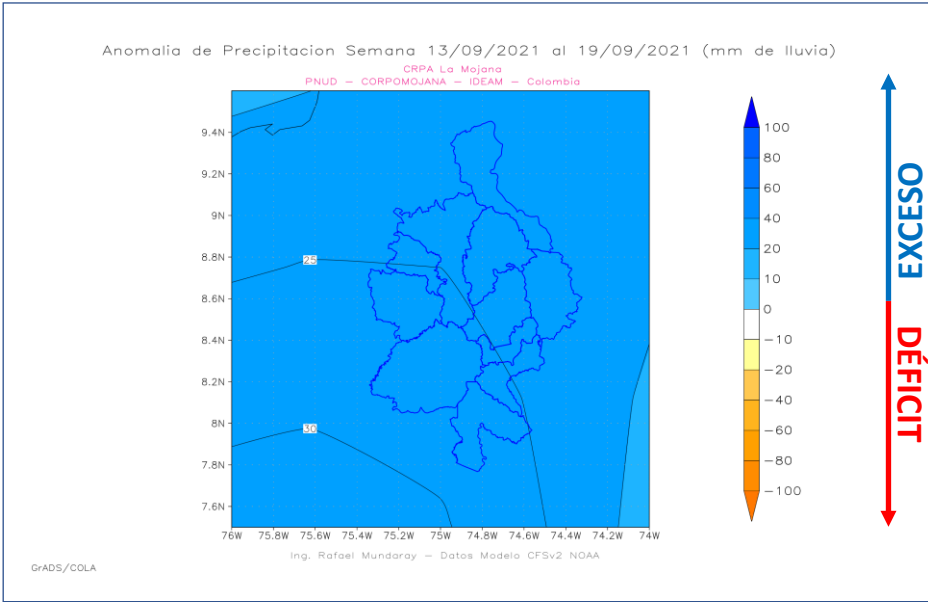 Anomalia de Precipitacion Semana 13/09/2021 al 19/09/2021 (mm de lluvia)
CRPA La Mojana
PNUD – CORPOMOJANA – IDEAM – Colombia
9.4N
9.2N
9N
8.8N
8.6N
8.4N
8.2N
8N
7.8N
7.6N
25
30
76W 75.8W 75.6W 75.4W 75.2W 75W 74.8W 74.6W 74.4W 74.2W 74W
100
80
60
40
20
10
0
−10
−20
−40
−60
−80
−100
EXCESO
DÉFICIT
Ing. Rafael Mundaray – Datos Modelo CFSv2 NOAA
GrADS/COLA